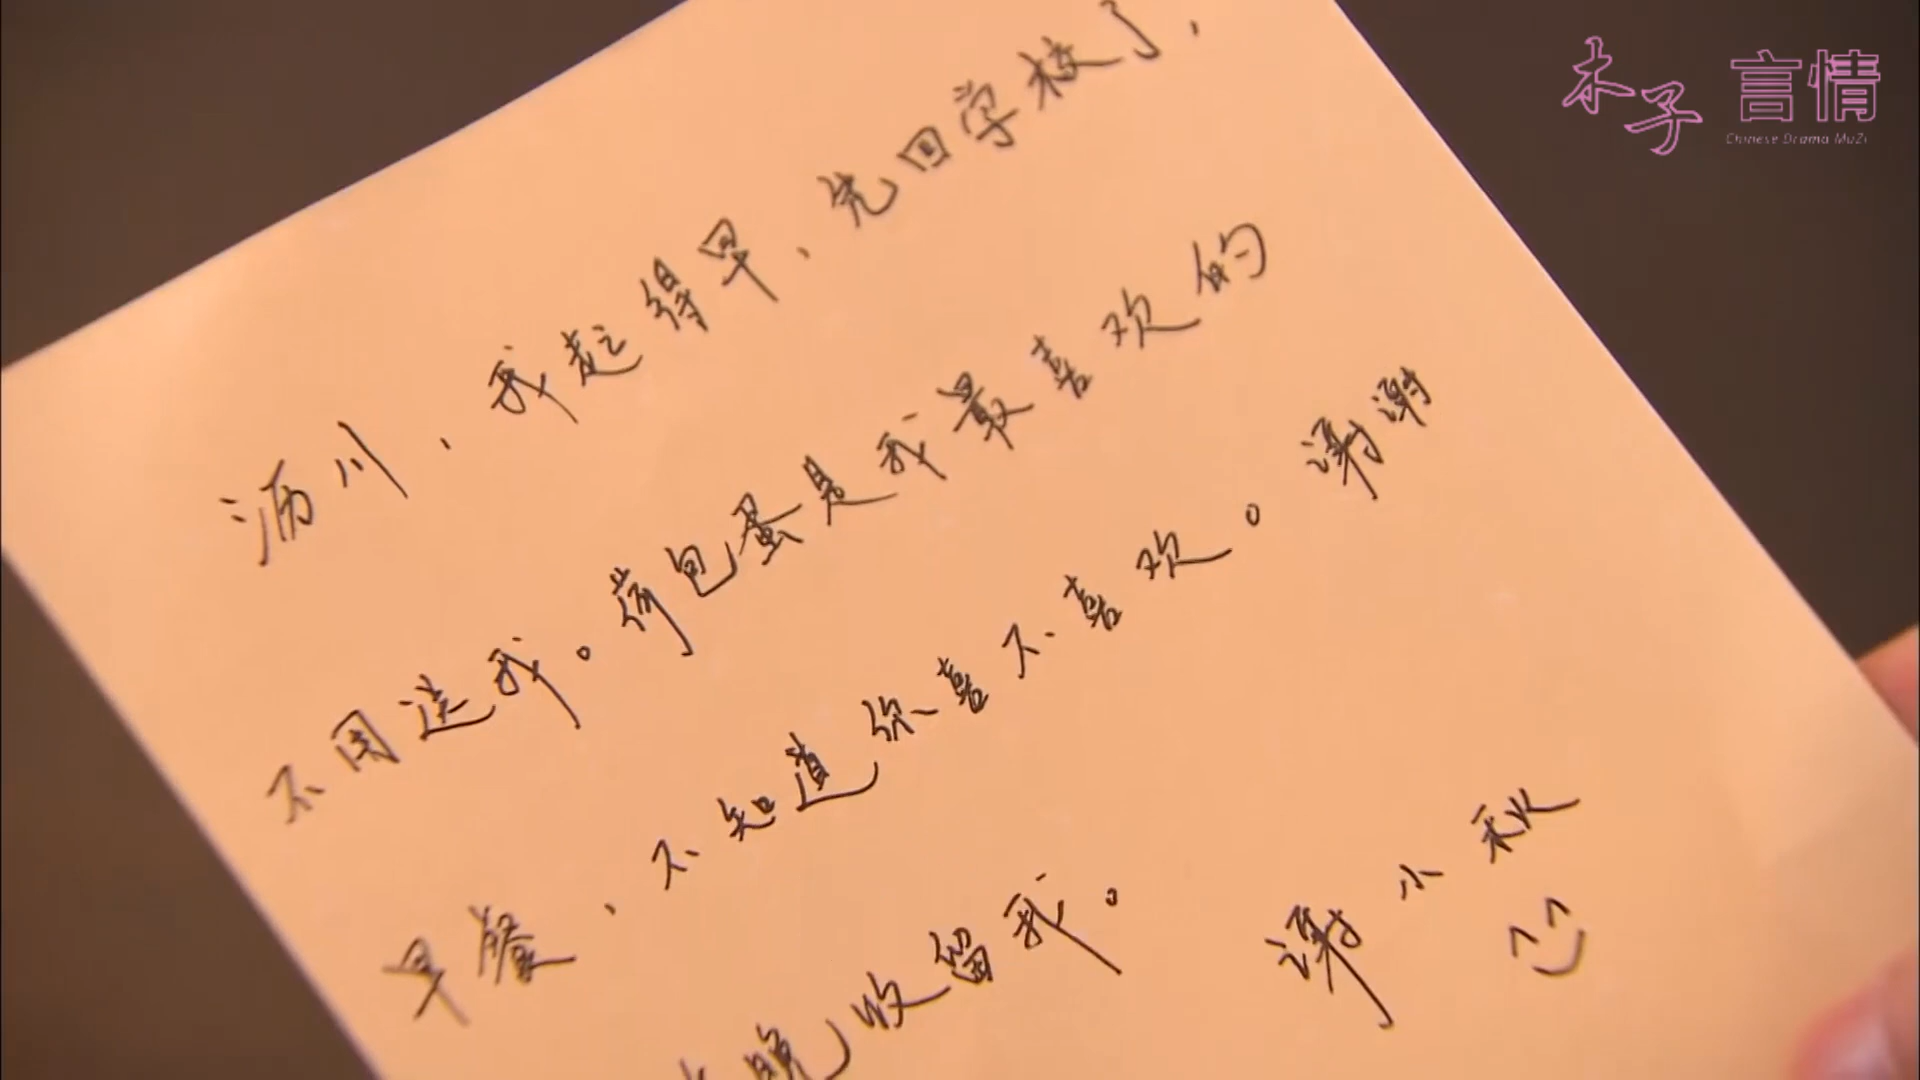 沥川、我起得早、先回学校了、
不用送我。荷包蛋是我最喜欢的
早餐、不知道你喜不喜欢。谢谢
晚收留我。
谢小秋
木子 言情
Chinese Drama MuZi